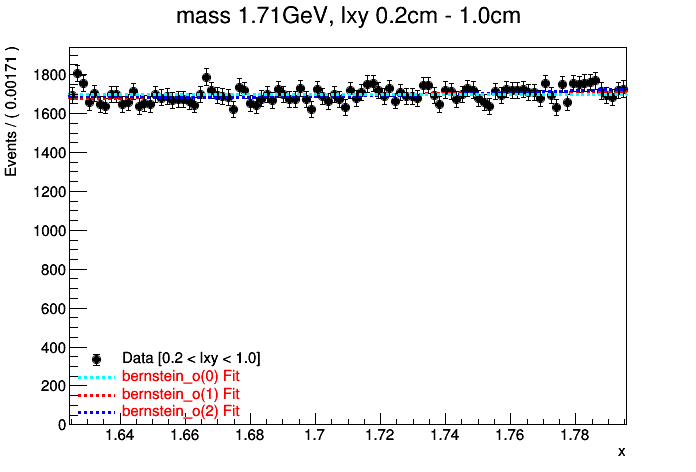 mass 1.71GeV, lxy 0.2cm - 1.0cm
Events / ( 0.00171 )
1800
1600
1400
1200
1000
800
600
400
200
0
Data [0.2 < lxy < 1.0]
bernstein_o(0) Fit
bernstein_o(1) Fit
bernstein_o(2) Fit
1.64 1.66 1.68 1.7 1.72 1.74 1.76 1.78
x